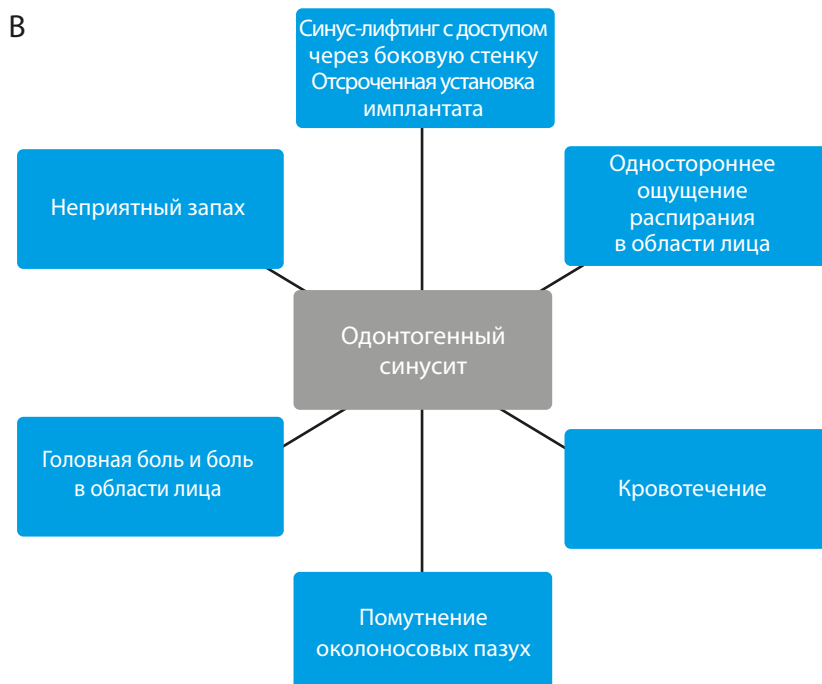 В
Синус-лифтинг с доступом
через боковую стенку
Отсроченная установка
имплантата
Неприятный запах
Одностороннее
ощущение
распирания
в области лица
Одонтогенный
синусит
Головная боль и боль
в области лица
Кровотечение
Помутнение
околоносовых пазух